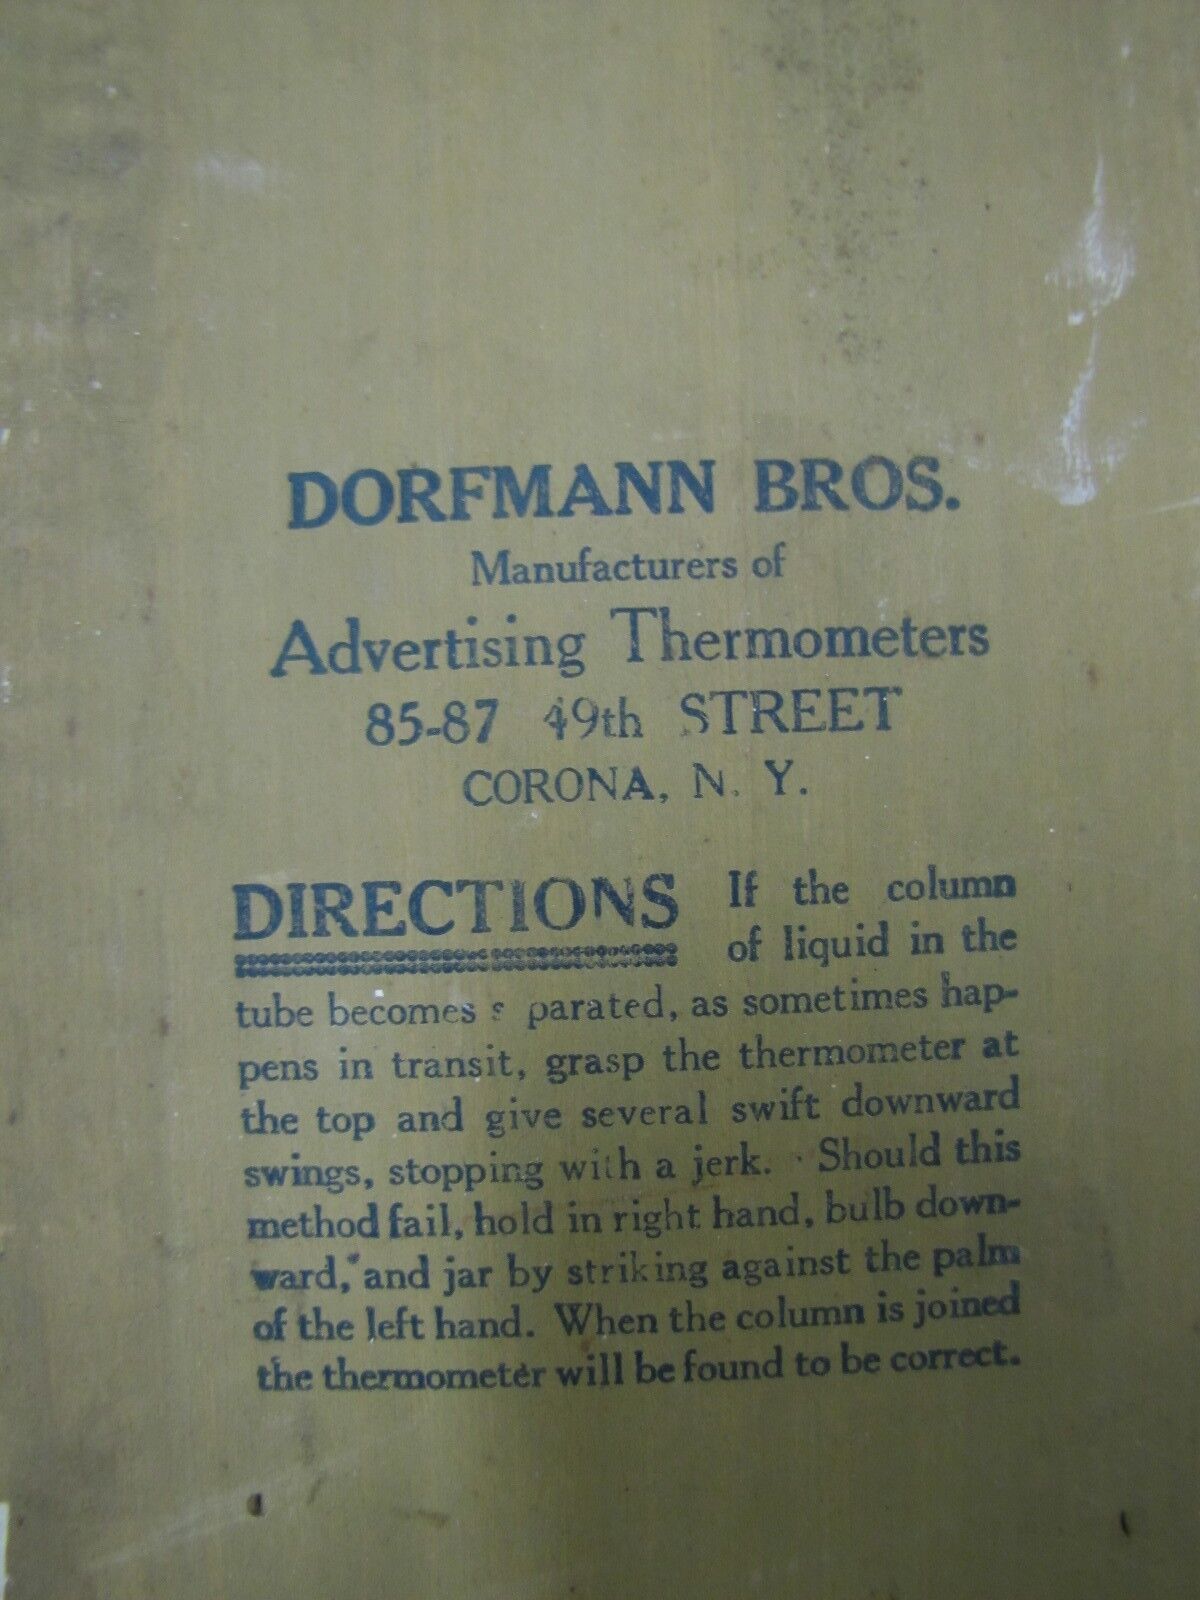 DORFMANN BROS.
Manufacturers of
Advertising Thermometers
85-87 49th STREET
CORONA, N. Y.
DIRECTIONS If the column
of liquid in the
tube becomes s parated, as sometimes hap-
pens in transit, grasp the thermometer at
the top and give several swift downward
swings, stopping with a jerk. Should this
method fail, hold in right hand, bulb down-
ward, and jar by striking against the palm
of the left hand. When the column is joined
the thermometer will be found to be correct.